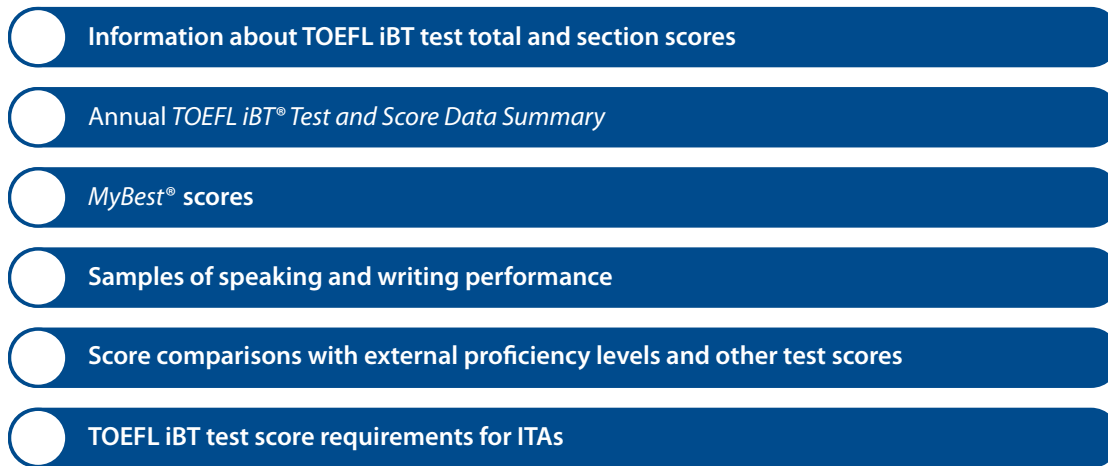 Information about TOEFL iBT test total and section scores
Annual TOEFL iBT® Test and Score Data Summary
MyBest® scores
Samples of speaking and writing performance
Score comparisons with external proficiency levels and other test scores
TOEFL iBT test score requirements for ITAs